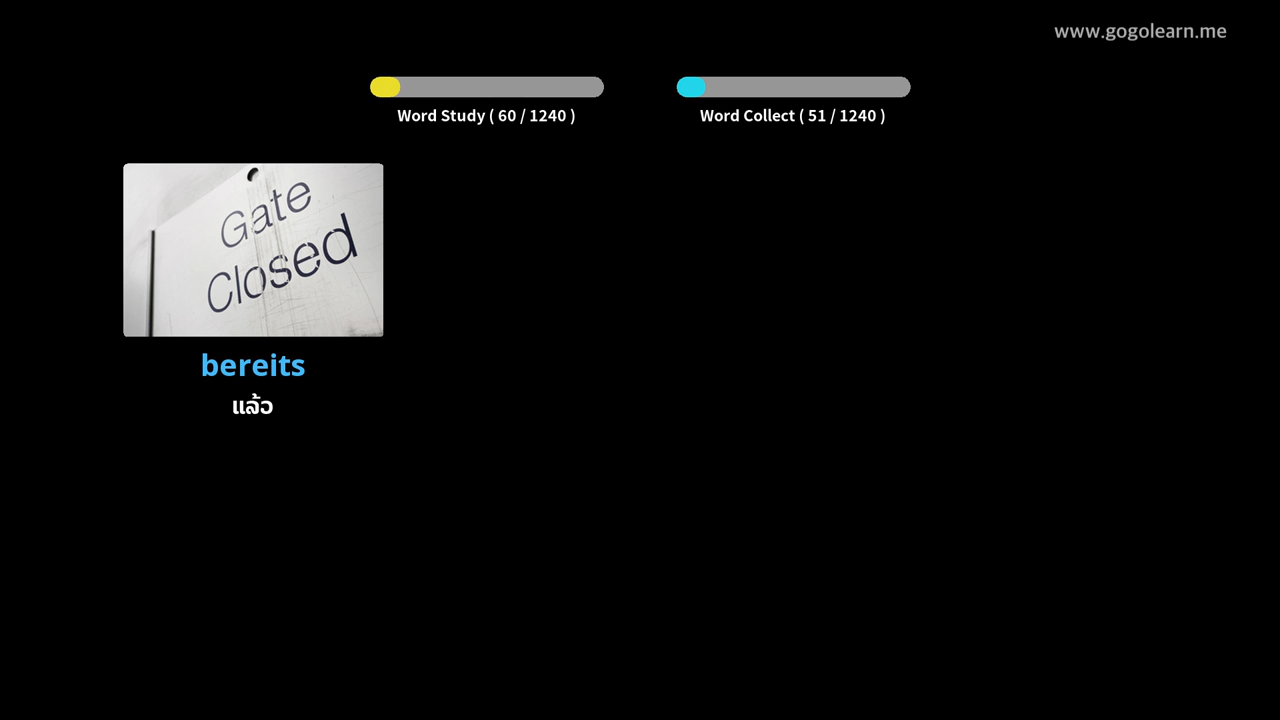 www.gogolearn.me
Word Study ( 60 / 1240 )
Word Collect ( 51 / 1240 )
Gate
Closed
bereits
แล้ว